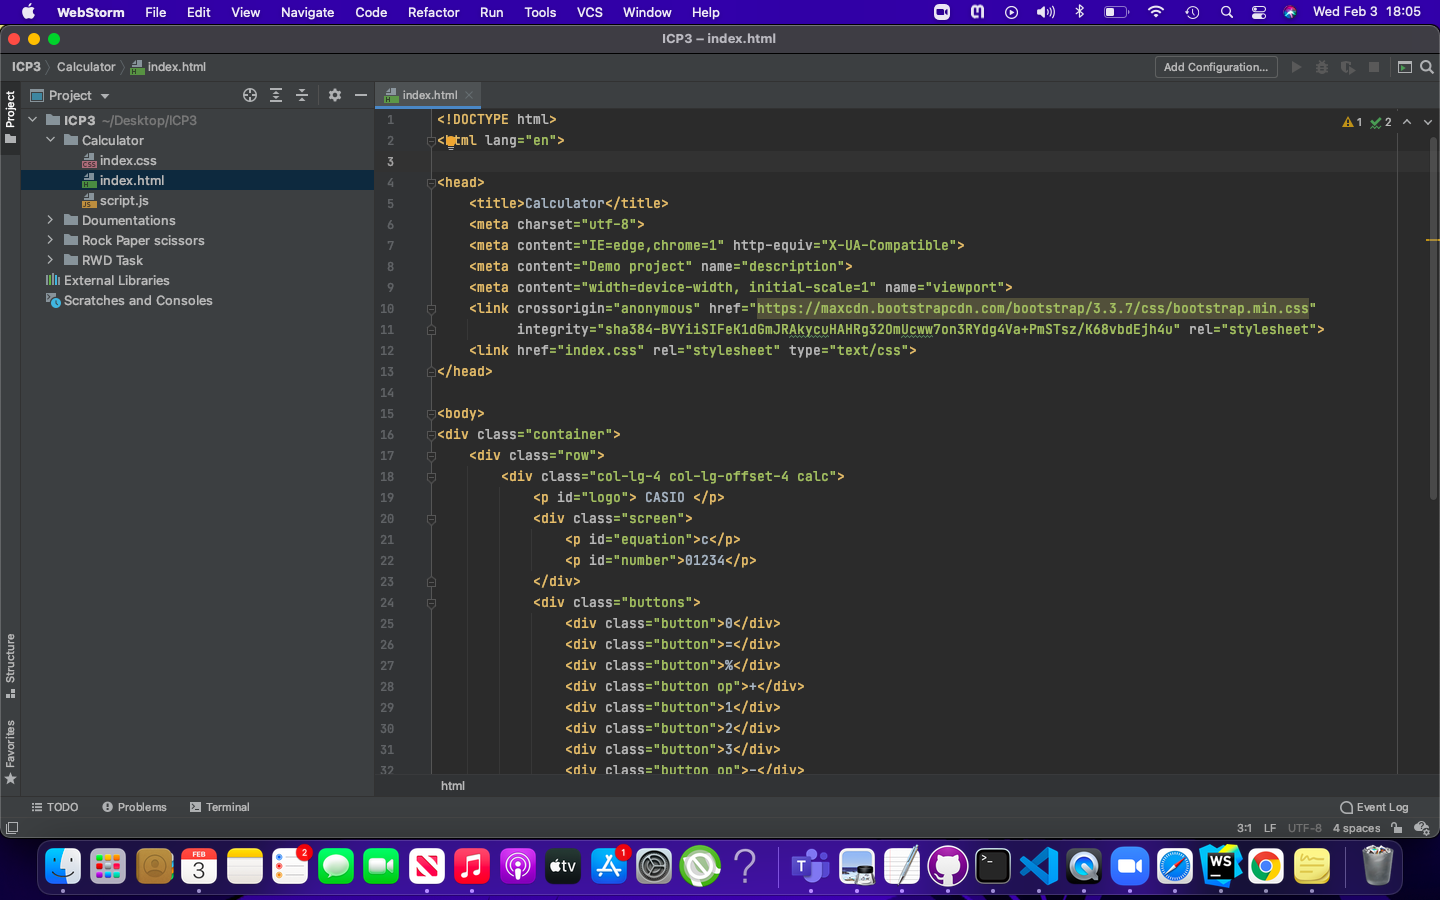 WebStorm File Edit View Navigate Code Refactor Run Tools VCS Window Help Wed Feb 3 18:05
ICP3 – index.html
ICP3 Calculator index.html Add Configuration...
Project
Project
index.html
ICP3 ~/Desktop/ICP3
Calculator
index.css
index.html
script.js
Doumentations
Rock Paper scissors
RWD Task
External Libraries
Scratches and Consoles
1 2
1 <!DOCTYPE html>
2 <html lang="en">
3
4 <head>
5 <title>Calculator</title>
6 <meta charset="utf-8">
7 <meta content="IE=edge,chrome=1" http-equiv="X-UA-Compatible">
8 <meta content="Demo project" name="description">
9 <meta content="width=device-width, initial-scale=1" name="viewport">
10 <link crossorigin="anonymous" href="https://maxcdn.bootstrapcdn.com/bootstrap/3.3.7/css/bootstrap.min.css"
11 integrity="sha384-BVYiiSIFeK1dGmJRAkycuHAHRg32OmUcww7on3RYdg4Va+PmSTsz/K68vbdEjh4u" rel="stylesheet">
12 <link href="index.css" rel="stylesheet" type="text/css">
13 </head>
14
15 <body>
16 <div class="container">
17 <div class="row">
18 <div class="col-lg-4 col-lg-offset-4 calc">
19 <p id="logo"> CASIO </p>
20 <div class="screen">
21 <p id="equation">c</p>
22 <p id="number">01234</p>
23 </div>
24 <div class="buttons">
25 <div class="button">0</div>
26 <div class="button">=</div>
27 <div class="button">%</div>
28 <div class="button op">+</div>
29 <div class="button">1</div>
30 <div class="button">2</div>
31 <div class="button">3</div>
32 <div class="button op">-</div>
html
Structure
Favorites
TODO Problems Terminal Event Log
3:1 LF UTF-8 4 spaces
FEB
3
2
tv
1
WS